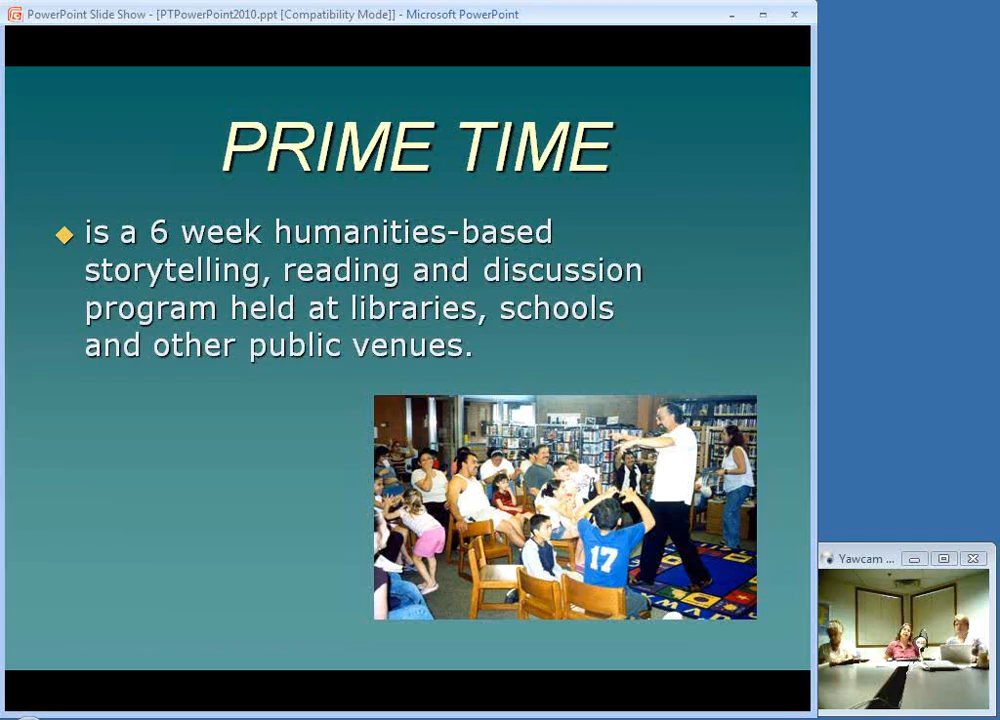 PowerPoint Slide Show - [PTPowerPoint2010.ppt [Compatibility Mode]] - Microsoft PowerPoint
PRIME TIME
is a 6 week humanities-based
storytelling, reading and discussion
program held at libraries, schools
and other public venues.
17
Yawcam ...